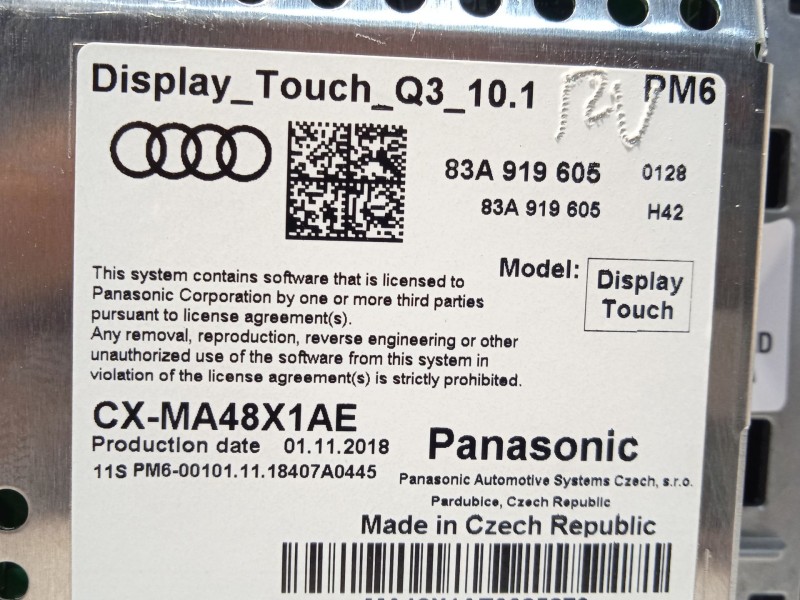 Display_Touch_Q3_10.1 PM6
83A 919 605 0128
83A 919 605 H42
Model: Display Touch
This system contains software that is licensed to
Panasonic Corporation by one or more third parties
pursuant to license agreement(s).
Any removal, reproduction, reverse engineering or other
unauthorized use of the software from this system in
violation of the license agreement(s) is strictly prohibited.
CX-MA48X1AE
Production date 01.11.2018
11S PM6-00101.11.18407A0445
Panasonic
Panasonic Automotive Systems Czech, s.r.o.
Pardubice, Czech Republic
Made in Czech Republic
D